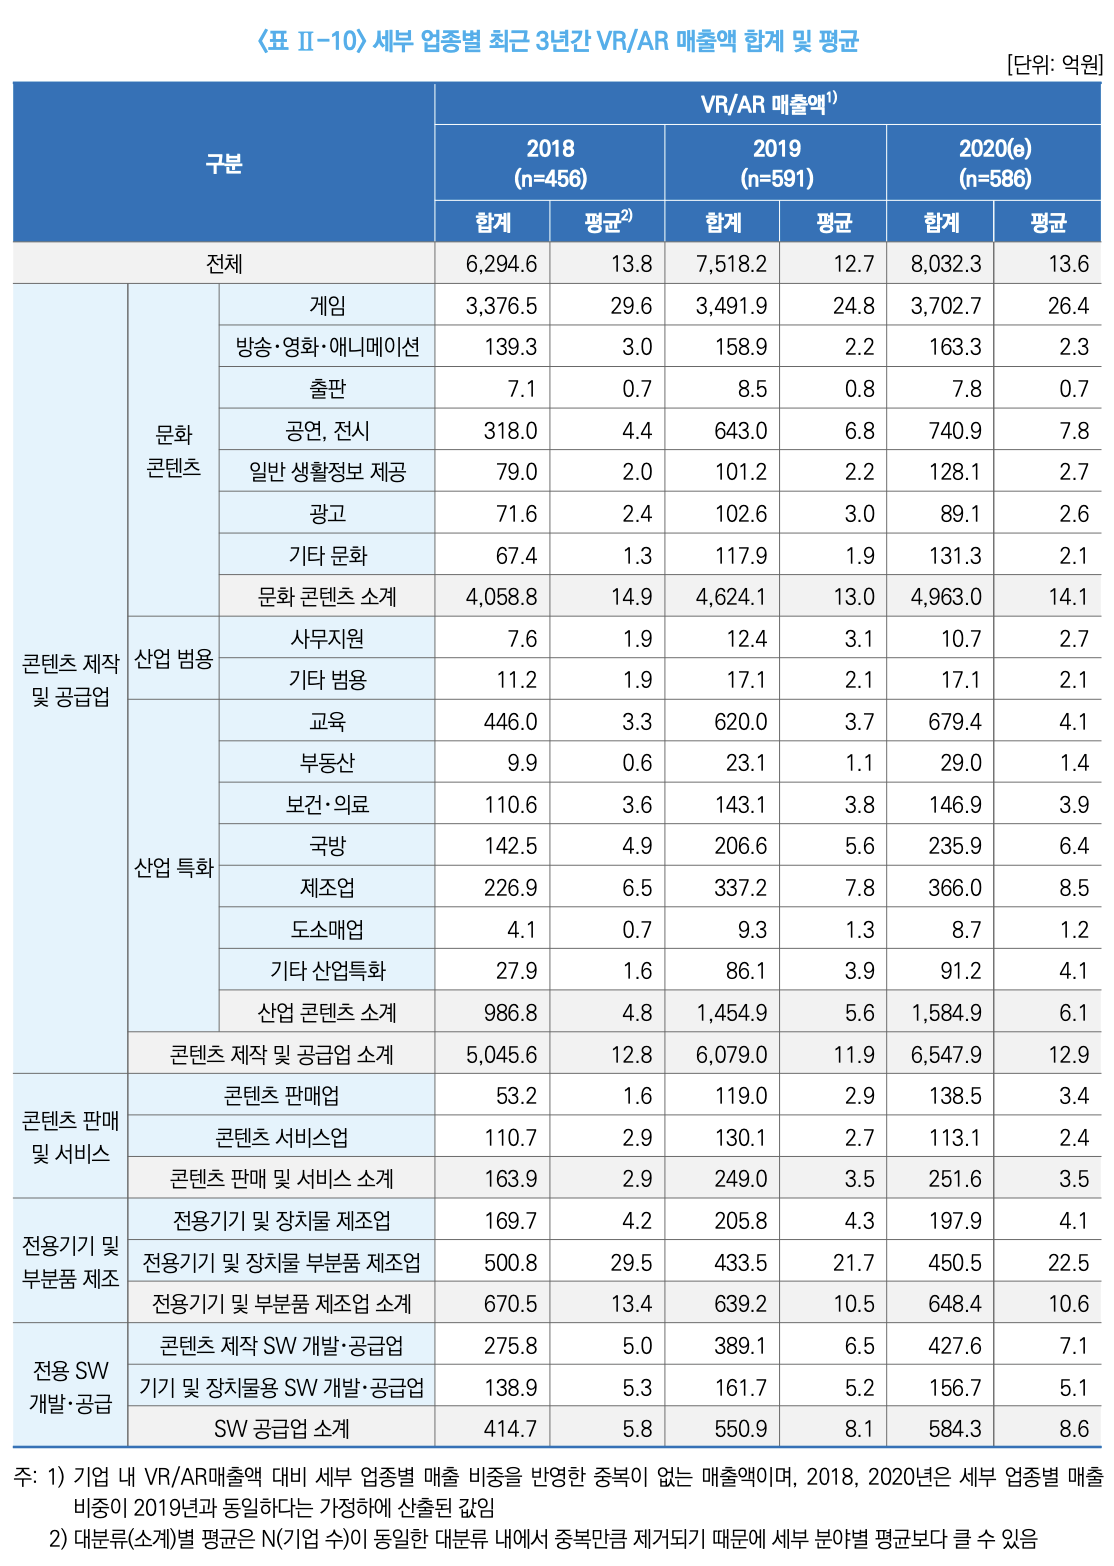 〈표 Ⅱ-10〉 세부 업종별 최근 3년간 VR/AR 매출액 합계 및 평균
[단위: 억원]
구분 VR/AR 매출액1)
2018 (n=456) 2019 (n=591) 2020(e) (n=586)
합계 평균2) 합계 평균 합계 평균
전체 6,294.6 13.8 7,518.2 12.7 8,032.3 13.6
콘텐츠 제작 및 공급업
문화 콘텐츠
게임 3,376.5 29.6 3,491.9 24.8 3,702.7 26.4
방송·영화·애니메이션 139.3 3.0 158.9 2.2 163.3 2.3
출판 7.1 0.7 8.5 0.8 7.8 0.7
공연, 전시 318.0 4.4 643.0 6.8 740.9 7.8
일반 생활정보 제공 79.0 2.0 101.2 2.2 128.1 2.7
광고 71.6 2.4 102.6 3.0 89.1 2.6
기타 문화 67.4 1.3 117.9 1.9 131.3 2.1
문화 콘텐츠 소계 4,058.8 14.9 4,624.1 13.0 4,963.0 14.1
산업 범용
사무지원 7.6 1.9 12.4 3.1 10.7 2.7
기타 범용 11.2 1.9 17.1 2.1 17.1 2.1
산업 특화
교육 446.0 3.3 620.0 3.7 679.4 4.1
부동산 9.9 0.6 23.1 1.1 29.0 1.4
보건·의료 110.6 3.6 143.1 3.8 146.9 3.9
국방 142.5 4.9 206.6 5.6 235.9 6.4
제조업 226.9 6.5 337.2 7.8 366.0 8.5
도소매업 4.1 0.7 9.3 1.3 8.7 1.2
기타 산업특화 27.9 1.6 86.1 3.9 91.2 4.1
산업 콘텐츠 소계 986.8 4.8 1,454.9 5.6 1,584.9 6.1
콘텐츠 제작 및 공급업 소계 5,045.6 12.8 6,079.0 11.9 6,547.9 12.9
콘텐츠 판매 및 서비스
콘텐츠 판매업 53.2 1.6 119.0 2.9 138.5 3.4
콘텐츠 서비스업 110.7 2.9 130.1 2.7 113.1 2.4
콘텐츠 판매 및 서비스 소계 163.9 2.9 249.0 3.5 251.6 3.5
전용기기 및 부분품 제조
전용기기 및 장치물 제조업 169.7 4.2 205.8 4.3 197.9 4.1
전용기기 및 장치물 부분품 제조업 500.8 29.5 433.5 21.7 450.5 22.5
전용기기 및 부분품 제조업 소계 670.5 13.4 639.2 10.5 648.4 10.6
전용 SW 개발·공급
콘텐츠 제작 SW 개발·공급업 275.8 5.0 389.1 6.5 427.6 7.1
기기 및 장치물용 SW 개발·공급업 138.9 5.3 161.7 5.2 156.7 5.1
SW 공급업 소계 414.7 5.8 550.9 8.1 584.3 8.6
주: 1) 기업 내 VR/AR매출액 대비 세부 업종별 매출 비중을 반영한 중복이 없는 매출액이며, 2018, 2020년은 세부 업종별 매출
비중이 2019년과 동일하다는 가정하에 산출된 값임
2) 대분류(소계)별 평균은 N(기업 수)이 동일한 대분류 내에서 중복만큼 제거되기 때문에 세부 분야별 평균보다 클 수 있음